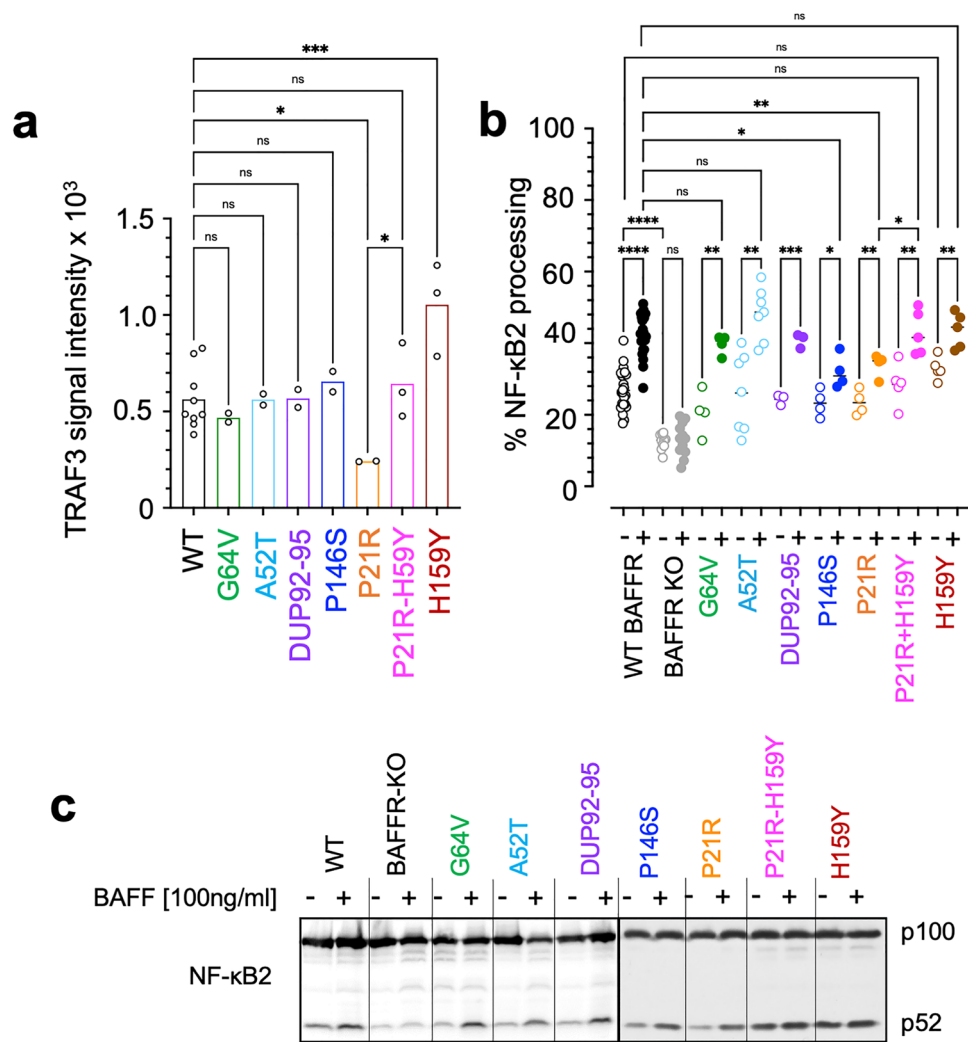 a
***
ns
*
ns
ns
ns
ns
*
TRAF3 signal intensity x 10³
1.5
1.0
0.5
0
WT
G64V
A52T
DUP92-95
P146S
P21R
P21R-H59Y
H159Y
b
ns
ns
ns
**
*
ns
ns
****
*
**** ns ** ** *** * ** ** **
% NF-κB2 processing
100
80
60
40
20
0
- + - + - + - + - + - + - + - + - +
WT BAFFR
BAFFR KO
G64V
A52T
DUP92-95
P146S
P21R
P21R+H159Y
H159Y
c
WT
BAFFR-KO
G64V
A52T
DUP92-95
P146S
P21R
P21R-H159Y
H159Y
BAFF [100ng/ml] - + - + - + - + - + - + - + - + - +
NF-κB2
p100
p52